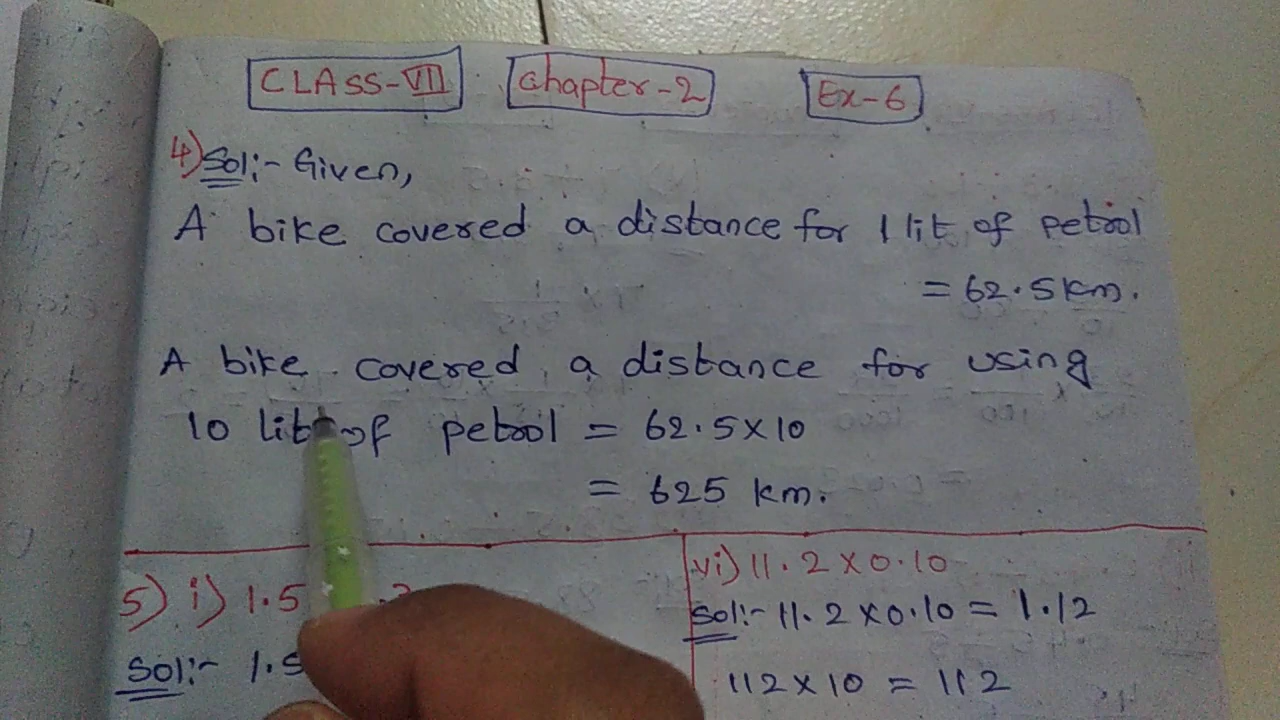 CLASS-VII Chapter-2 Ex-6
4) Sol:- Given,
A bike covered a distance for 1 lit of petrol
= 62.5 km.
A bike covered a distance for using
10 lit of petrol = 62.5 x 10
= 625 km.
5) i) 1.5
Sol:- 1.5
vi) 11.2 x 0.10
Sol:- 11.2 x 0.10 = 1.12
112 x 10 = 112